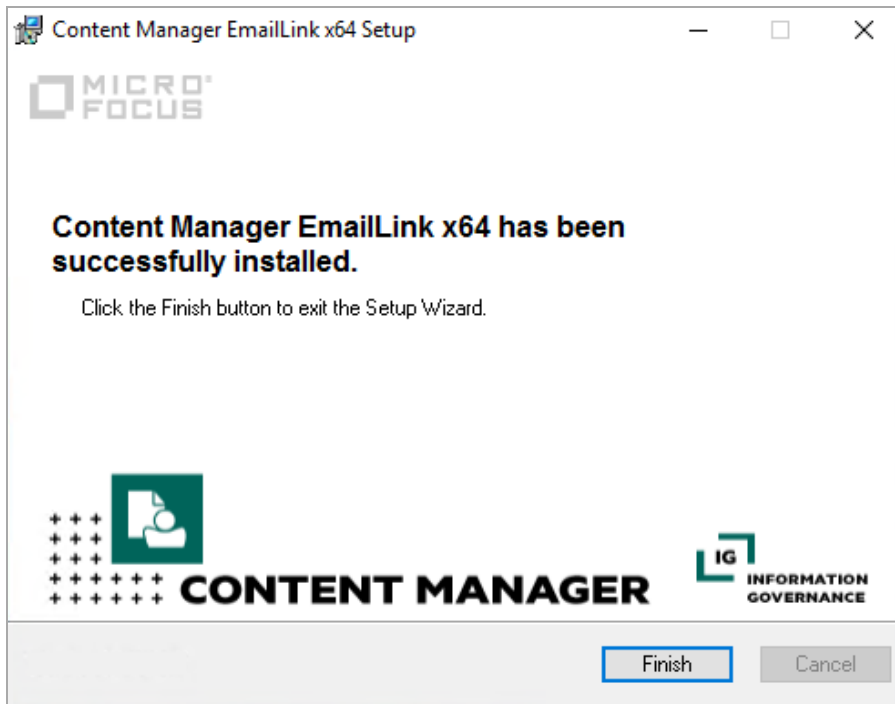 Content Manager EmailLink x64 Setup
MICRO
FOCUS
Content Manager EmailLink x64 has been
successfully installed.
Click the Finish button to exit the Setup Wizard.
CONTENT MANAGER
IG
INFORMATION
GOVERNANCE
Finish
Cancel